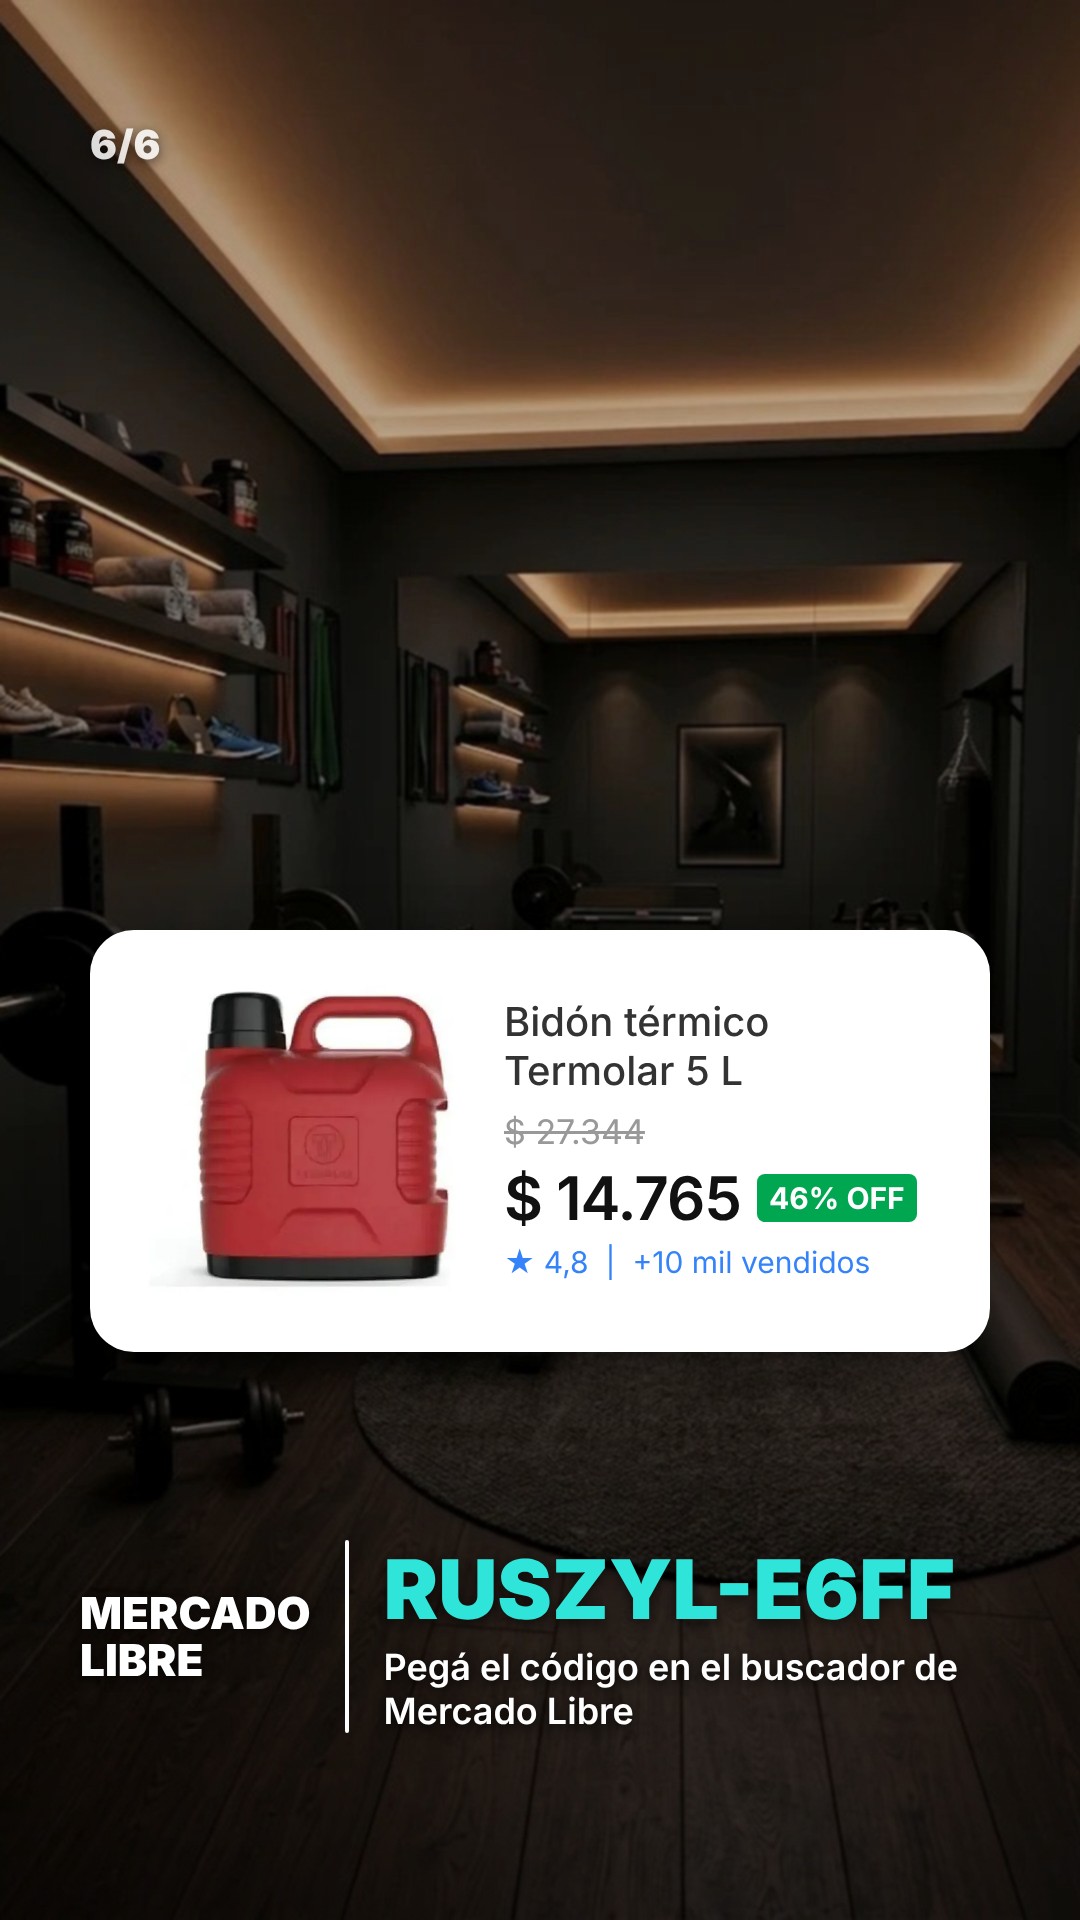 6/6
Bidón térmico
Termolar 5 L
$ 27.344
$ 14.765 46% OFF
★ 4,8 | +10 mil vendidos
MERCADO
LIBRE
RUSZYL-E6FF
Pegá el código en el buscador de
Mercado Libre